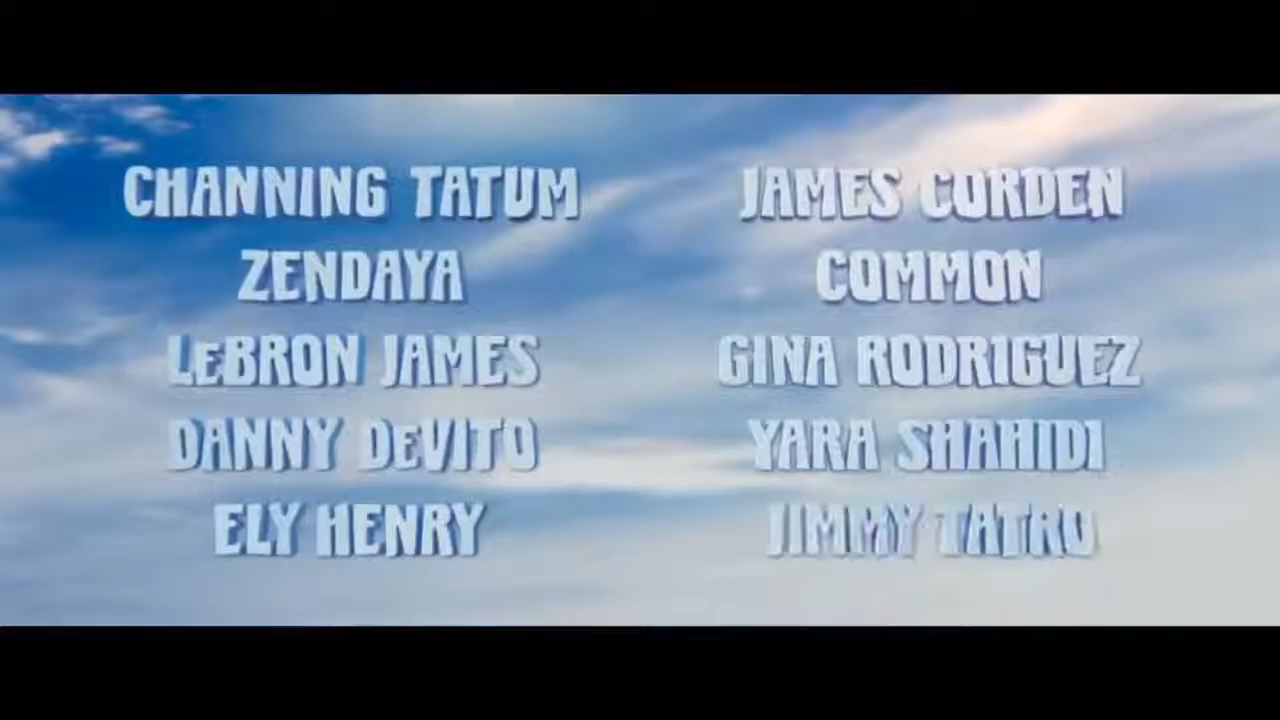 CHANNING TATUM
ZENDAYA
LEBRON JAMES
DANNY DEVITO
ELY HENRY
JAMES CORDEN
COMMON
GINA RODRIGUEZ
YARA SHAHIDI
JIMMY TATRO